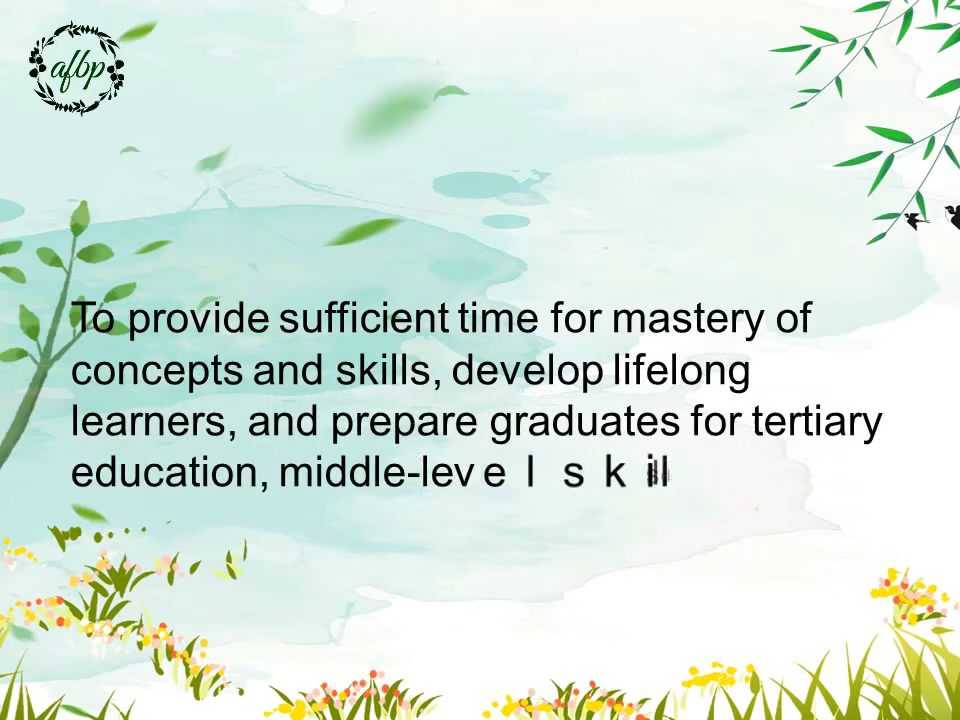 afbp
To provide sufficient time for mastery of
concepts and skills, develop lifelong
learners, and prepare graduates for tertiary
education, middle-level skil